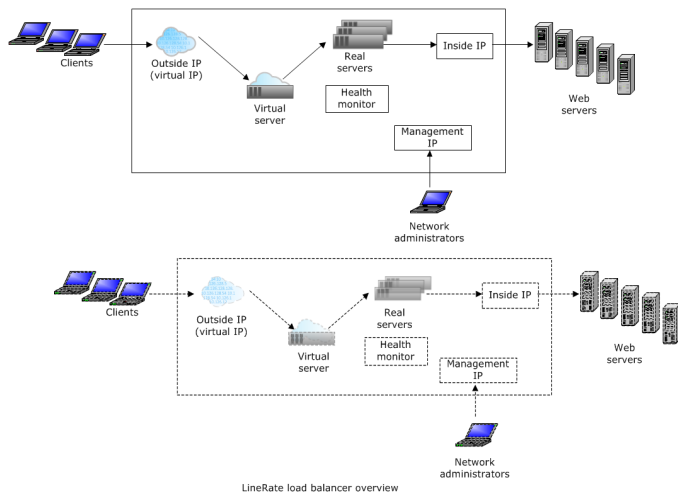 Clients
Outside IP
(virtual IP)
Virtual
server
Real
servers
Health
monitor
Inside IP
Management
IP
Web
servers
Network
administrators
Clients
Outside IP
(virtual IP)
Virtual
server
Real
servers
Health
monitor
Inside IP
Management
IP
Web
servers
Network
administrators
LineRate load balancer overview